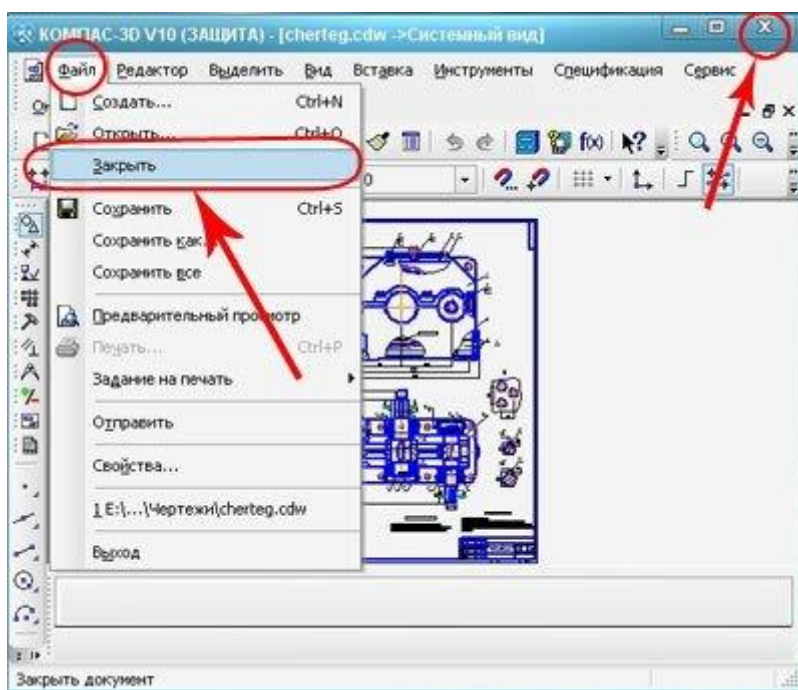 КОМПАС-3D V10 (ЗАЩИТА) - [cherteg.cdw ->Системный вид]
Файл Редактор Выделить Вид Вставка Инструменты Спецификация Сервис
Создать... Ctrl+N
Открыть... Ctrl+O
f(x)
Закрыть
0
Сохранить Ctrl+S
Сохранить как...
Сохранить все
Предварительный просмотр
Печать... Ctrl+P
Задание на печать
Отправить
Свойства...
1 E:\...\Чертежи\cherteg.cdw
Выход
Закрыть документ